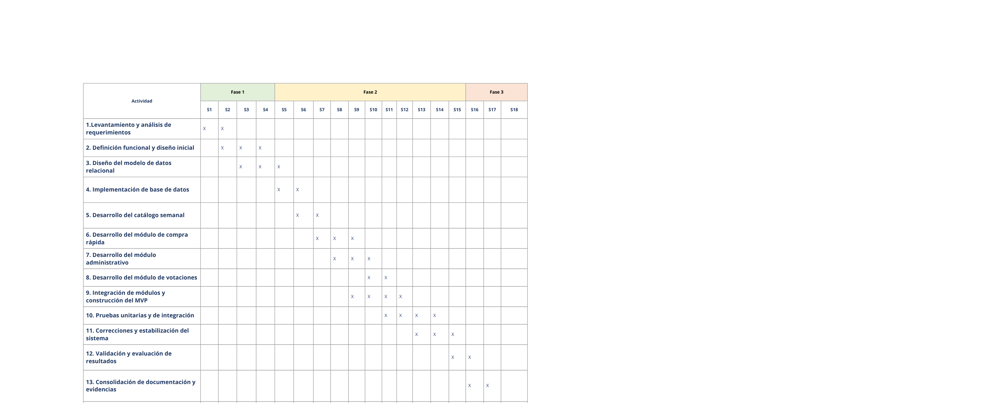 Actividad
Fase 1
Fase 2
Fase 3
S1 S2 S3 S4 S5 S6 S7 S8 S9 S10 S11 S12 S13 S14 S15 S16 S17 S18
1.Levantamiento y análisis de
requerimientos
X X
2. Definición funcional y diseño inicial
X X X
3. Diseño del modelo de datos
relacional
X X X
4. Implementación de base de datos
X X
5. Desarrollo del catálogo semanal
X X
6. Desarrollo del módulo de compra
rápida
X X X
7. Desarrollo del módulo
administrativo
X X X
8. Desarrollo del módulo de votaciones
X X
9. Integración de módulos y
construcción del MVP
X X X X
10. Pruebas unitarias y de integración
X X X X
11. Correcciones y estabilización del
sistema
X X X
12. Validación y evaluación de
resultados
X X
13. Consolidación de documentación y
evidencias
X X